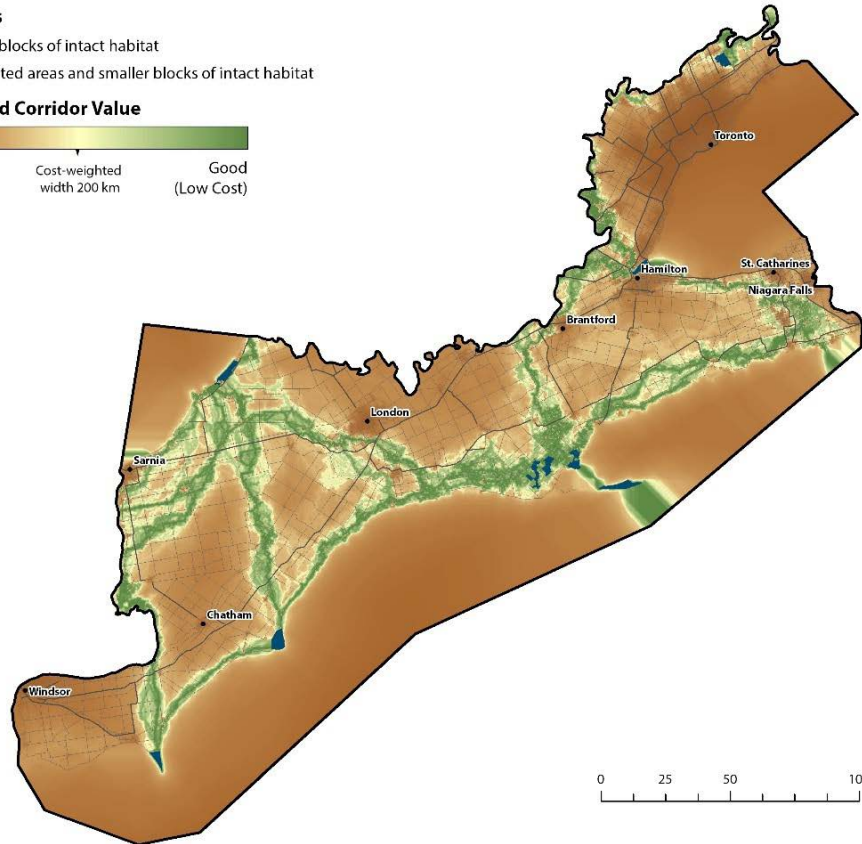 blocks of intact habitat
ted areas and smaller blocks of intact habitat
d Corridor Value
Cost-weighted
width 200 km
Good
(Low Cost)
Toronto
St. Catharines
Hamilton
Niagara Falls
Brantford
London
Sarnia
Chatham
Windsor
0 25 50 10